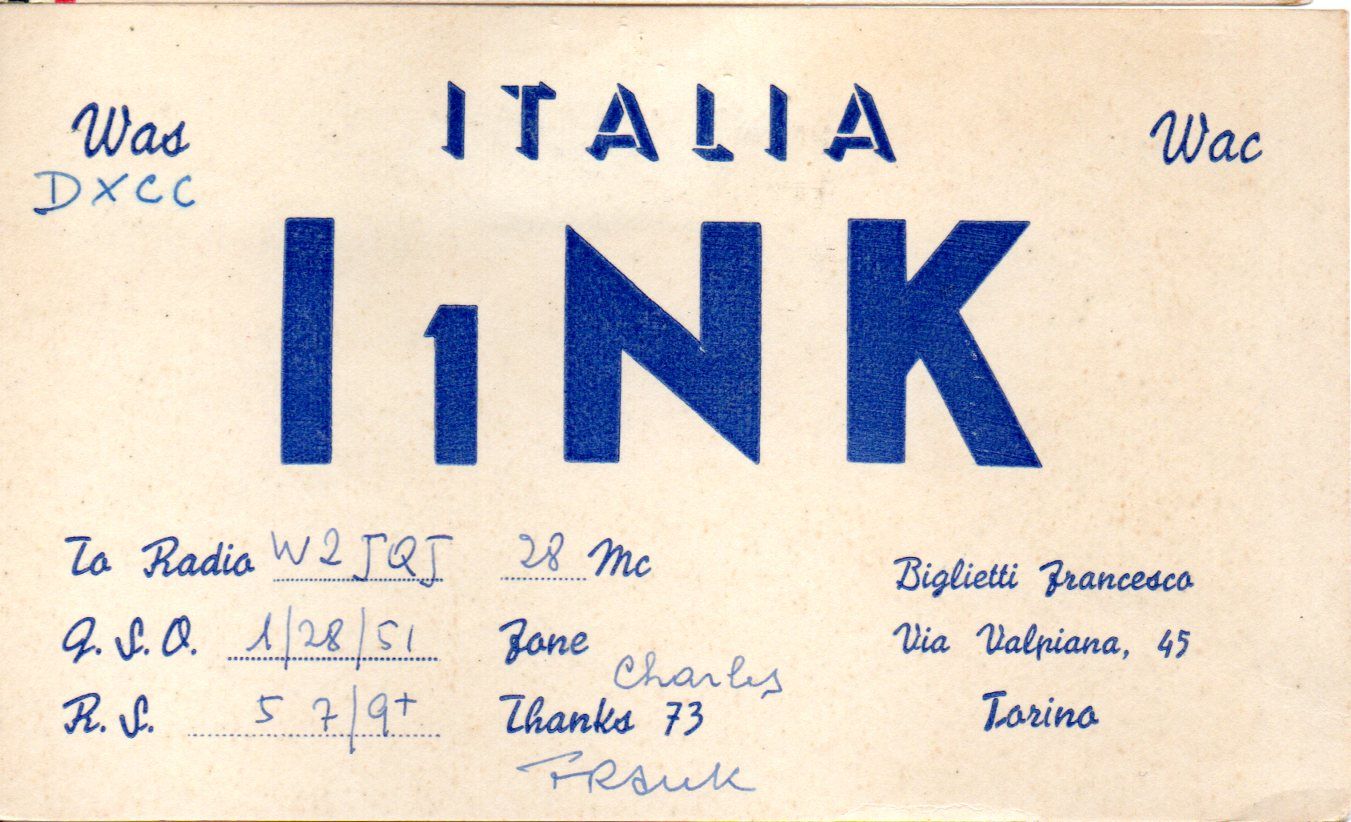 ITALIA
Was
Wac
DXCC
I1NK
To Radio W2JQJ 28 Mc
Q.S.O. 1/28/51 Fone
R.S. 5 7/9+ Thanks 73
Charles
FRANK
Biglietti Francesco
Via Valpiana, 45
Torino